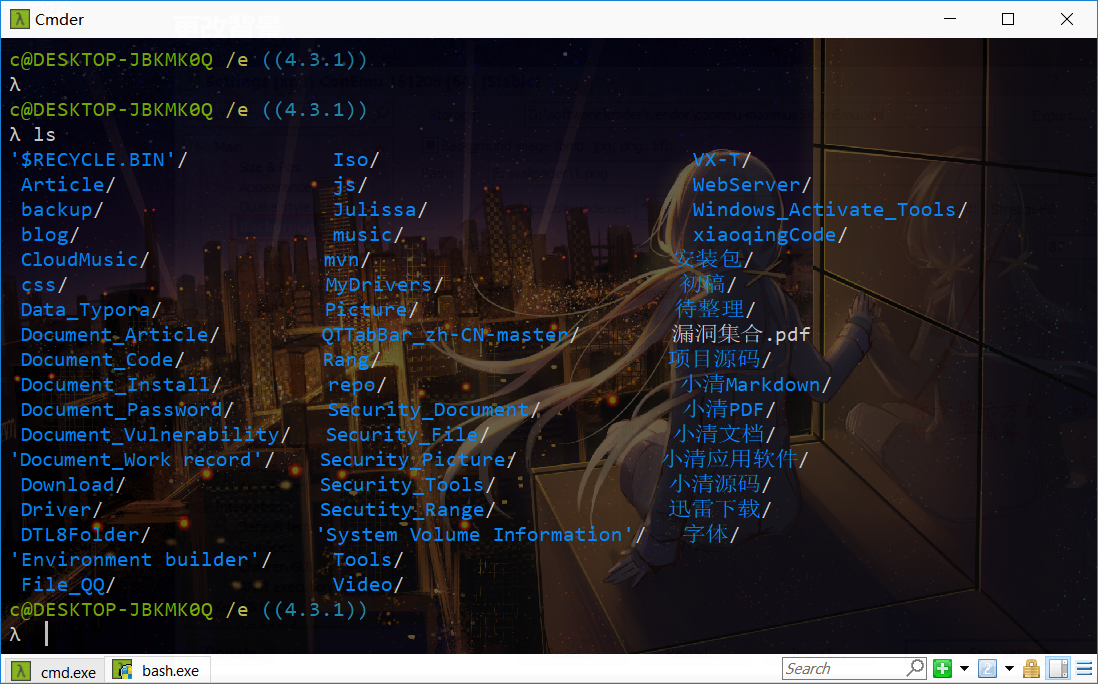 Cmder
c@DESKTOP-JBKMK0Q /e ((4.3.1))
λ
c@DESKTOP-JBKMK0Q /e ((4.3.1))
λ ls
'$RECYCLE.BIN'/ Iso/ VX-T/
Article/ js/ WebServer/
backup/ Julissa/ Windows_Activate_Tools/
blog/ music/ xiaoqingCode/
CloudMusic/ mvn/ 安装包/
css/ MyDrivers/ 初稿/
Data_Typora/ Picture/ 待整理/
Document_Article/ QTTabBar_zh-CN-master/ 漏洞集合.pdf
Document_Code/ Rang/ 项目源码/
Document_Install/ repo/ 小清Markdown/
Document_Password/ Security_Document/ 小清PDF/
Document_Vulnerability/ Security_File/ 小清文档/
'Document_Work record'/ Security_Picture/ 小清应用软件/
Download/ Security_Tools/ 小清源码/
Driver/ Secutity_Range/ 迅雷下载/
DTL8Folder/ 'System Volume Information'/ 字体/
'Environment builder'/ Tools/
File_QQ/ Video/
c@DESKTOP-JBKMK0Q /e ((4.3.1))
λ
cmd.exe bash.exe Search